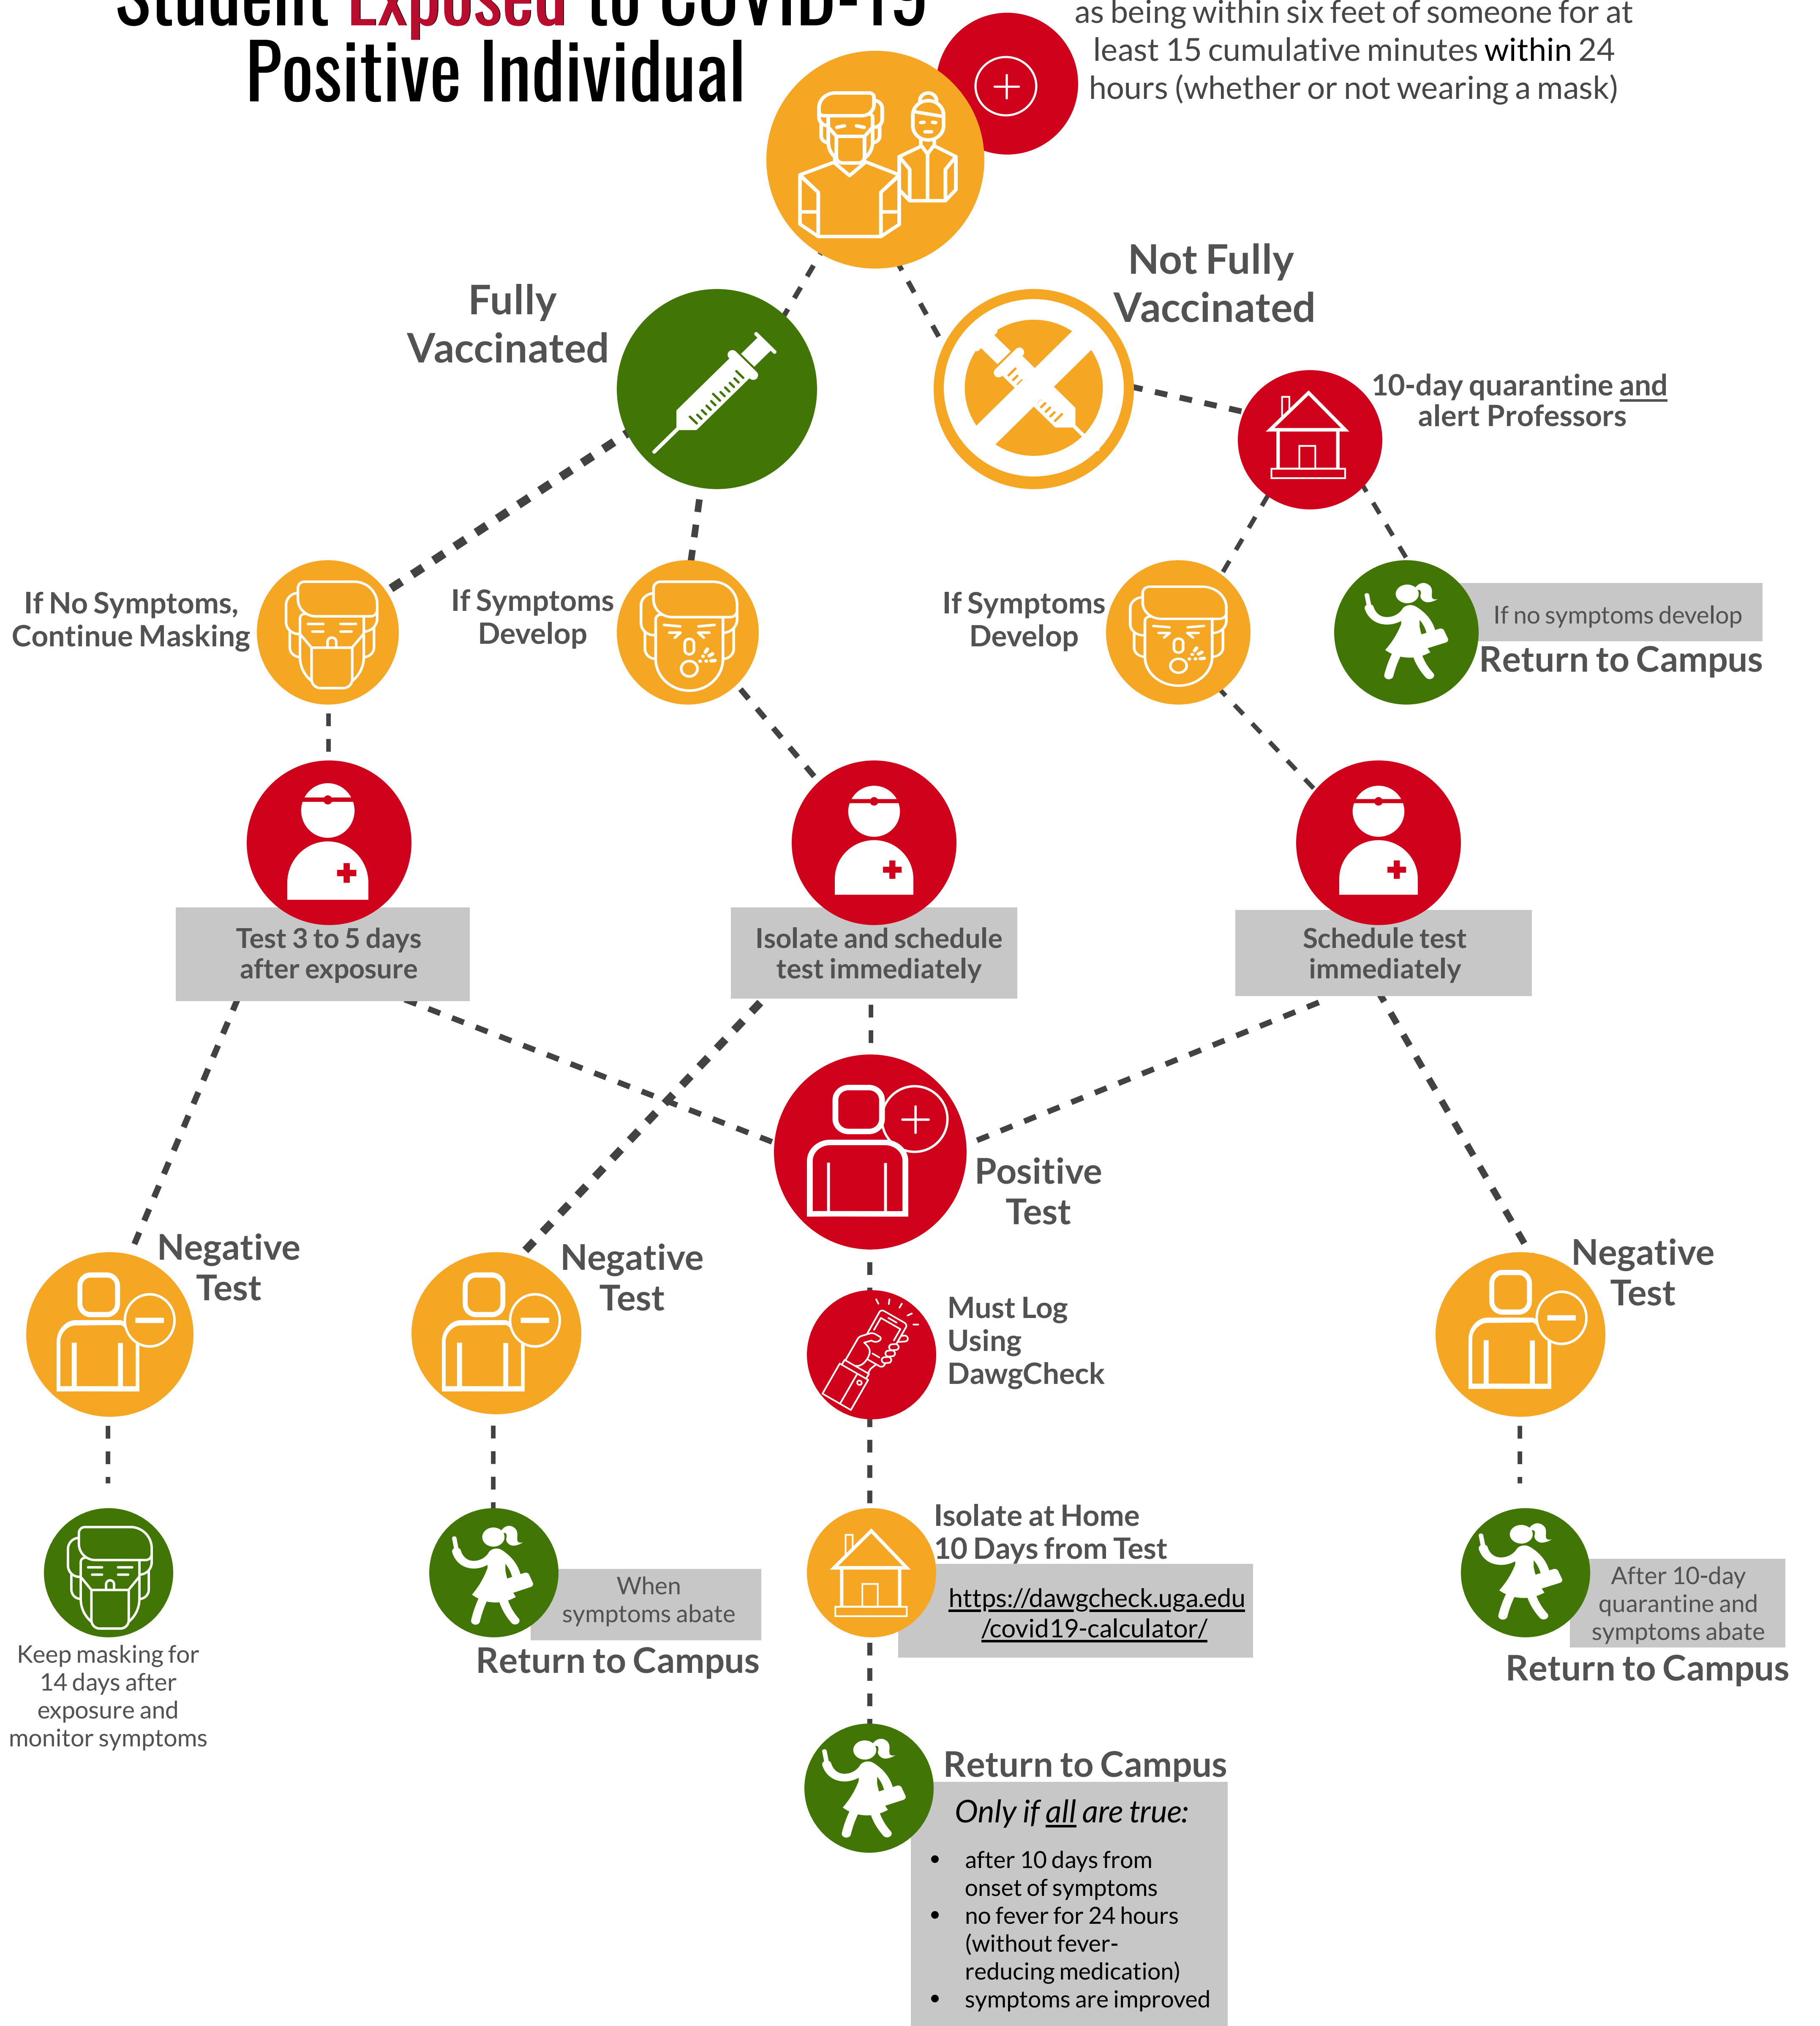 Student Exposed to COVID-19
Positive Individual
as being within six feet of someone for at
least 15 cumulative minutes within 24
hours (whether or not wearing a mask)
Fully
Vaccinated
Not Fully
Vaccinated
10-day quarantine and
alert Professors
If No Symptoms,
Continue Masking
If Symptoms
Develop
If Symptoms
Develop
If no symptoms develop
Return to Campus
Test 3 to 5 days
after exposure
Isolate and schedule
test immediately
Schedule test
immediately
Positive
Test
Negative
Test
Negative
Test
Negative
Test
Must Log
Using
DawgCheck
Isolate at Home
10 Days from Test
https://dawgcheck.uga.edu
/covid19-calculator/
Keep masking for
14 days after
exposure and
monitor symptoms
When
symptoms abate
Return to Campus
After 10-day
quarantine and
symptoms abate
Return to Campus
Return to Campus
Only if all are true:
• after 10 days from
onset of symptoms
• no fever for 24 hours
(without fever-
reducing medication)
• symptoms are improved